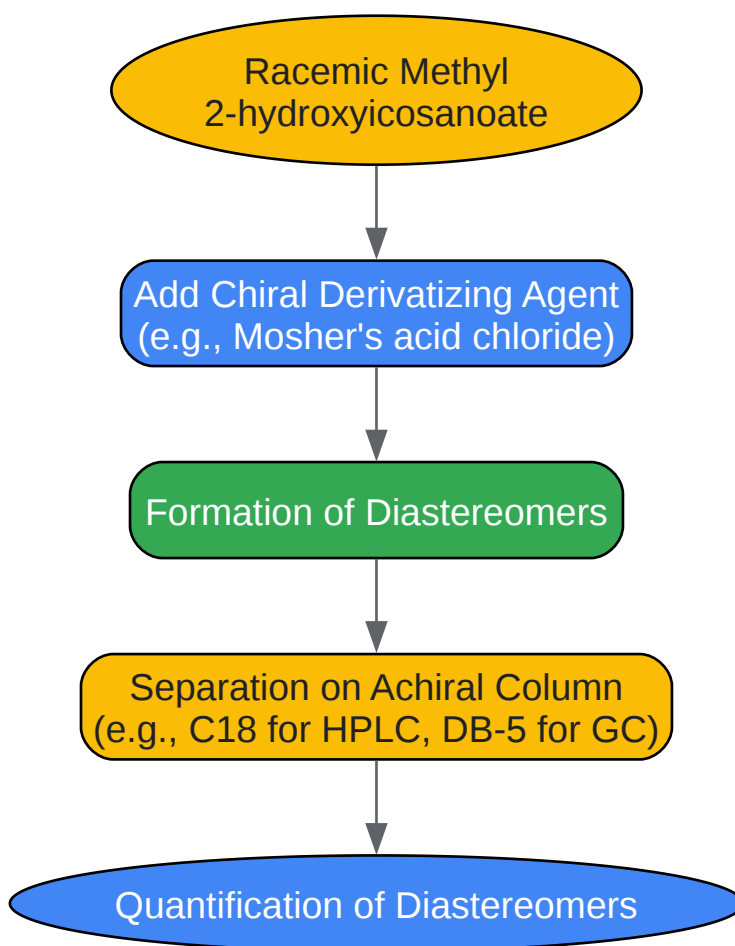 Racemic Methyl
2-hydroxyicosanoate
Add Chiral Derivatizing Agent
(e.g., Mosher's acid chloride)
Formation of Diastereomers
Separation on Achiral Column
(e.g., C18 for HPLC, DB-5 for GC)
Quantification of Diastereomers